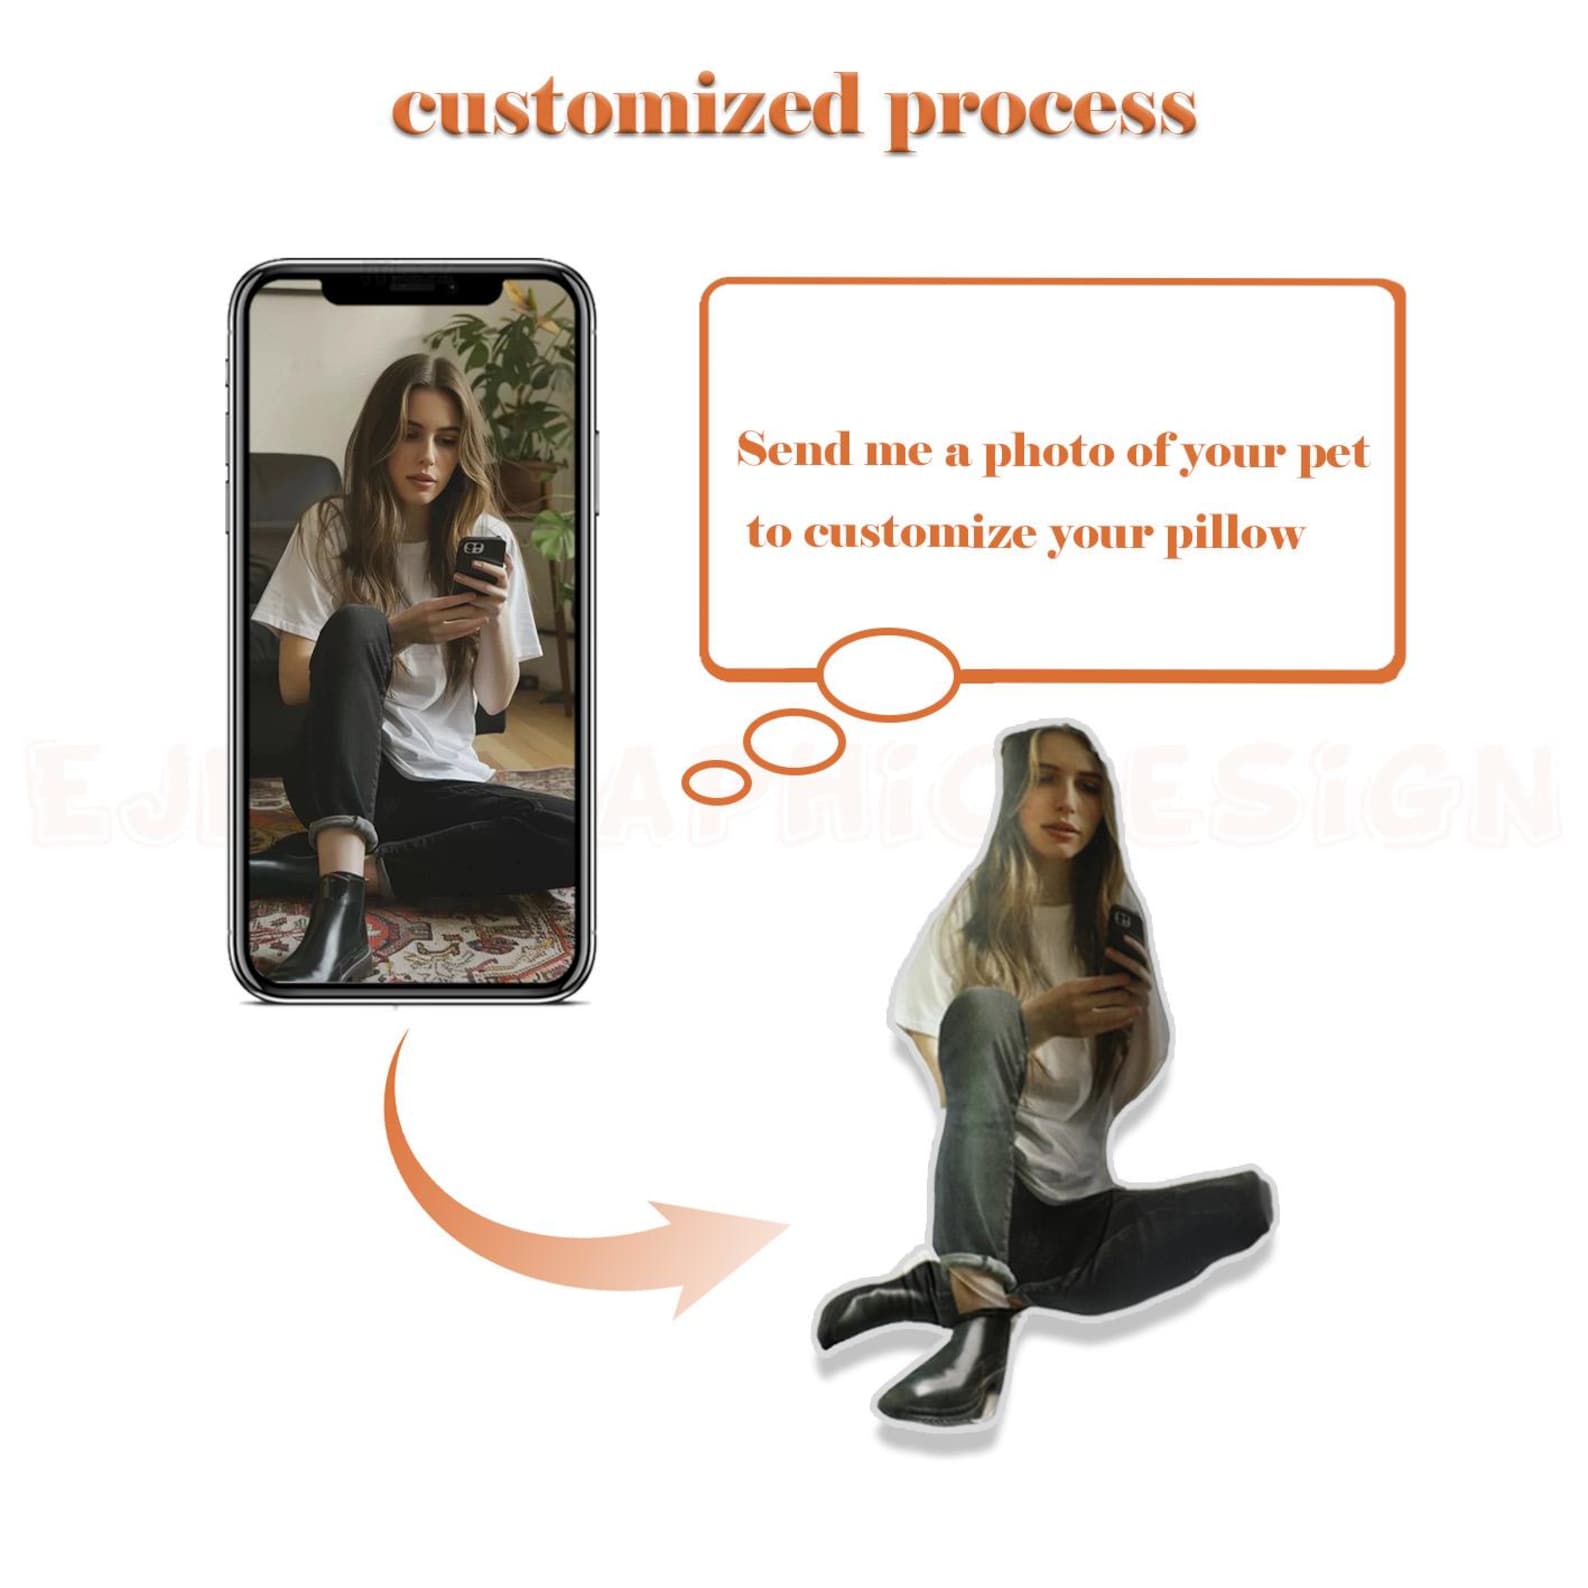 customized process
Send me a photo of your pet
to customize your pillow